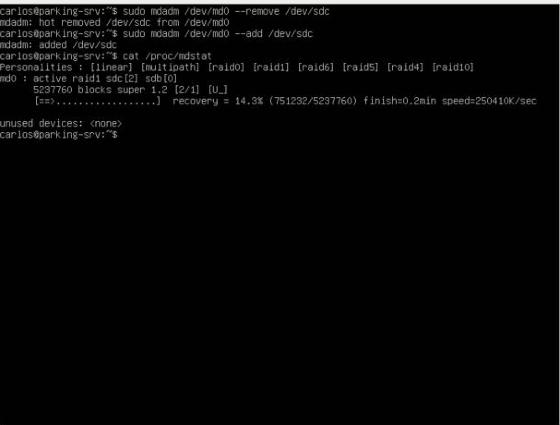 carlos@parking-srv:~$ sudo mdadm /dev/md0 --remove /dev/sdc
mdadm: hot removed /dev/sdc from /dev/md0
carlos@parking-srv:~$ sudo mdadm /dev/md0 --add /dev/sdc
mdadm: added /dev/sdc
carlos@parking-srv:~$ cat /proc/mdstat
Personalities : [linear] [multipath] [raid0] [raid1] [raid6] [raid5] [raid4] [raid10]
md0 : active raid1 sdc[2] sdb[0]
      5237760 blocks super 1.2 [2/1] [U_]
      [==>..................]  recovery = 14.3% (751232/5237760) finish=0.2min speed=250410K/sec
unused devices: <none>
carlos@parking-srv:~$